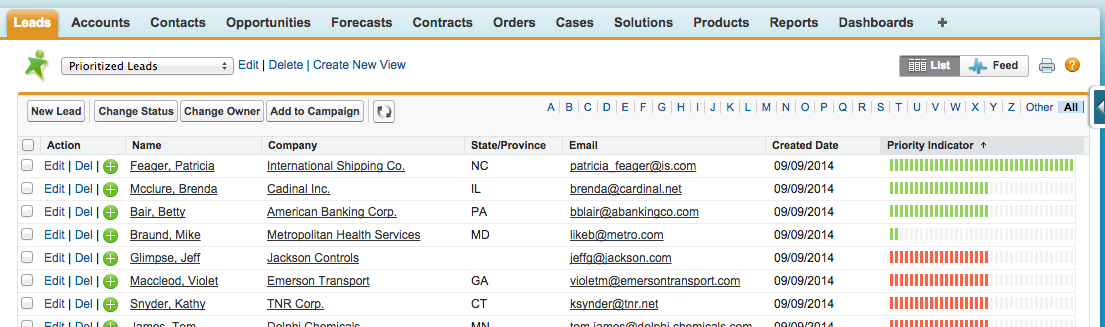 Leads Accounts Contacts Opportunities Forecasts Contracts Orders Cases Solutions Products Reports Dashboards +
Prioritized Leads Edit | Delete | Create New View List Feed ?
New Lead Change Status Change Owner Add to Campaign A B C D E F G H I J K L M N O P Q R S T U V W X Y Z Other All
Action Name Company State/Province Email Created Date Priority Indicator ↑
Edit | Del Feager, Patricia International Shipping Co. NC patricia_feager@is.com 09/09/2014
Edit | Del Mcclure, Brenda Cadinal Inc. IL brenda@cardinal.net 09/09/2014
Edit | Del Bair, Betty American Banking Corp. PA bblair@abankingco.com 09/09/2014
Edit | Del Braund, Mike Metropolitan Health Services MD likeb@metro.com 09/09/2014
Edit | Del Glimpse, Jeff Jackson Controls jeffg@jackson.com 09/09/2014
Edit | Del Maccleod, Violet Emerson Transport GA violetm@emersontransport.com 09/09/2014
Edit | Del Snyder, Kathy TNR Corp. CT ksynder@tnr.net 09/09/2014
Edit | Del James, Tom Delphi Chemicals MN tom.james@delphi.chemicals.com 09/09/2014